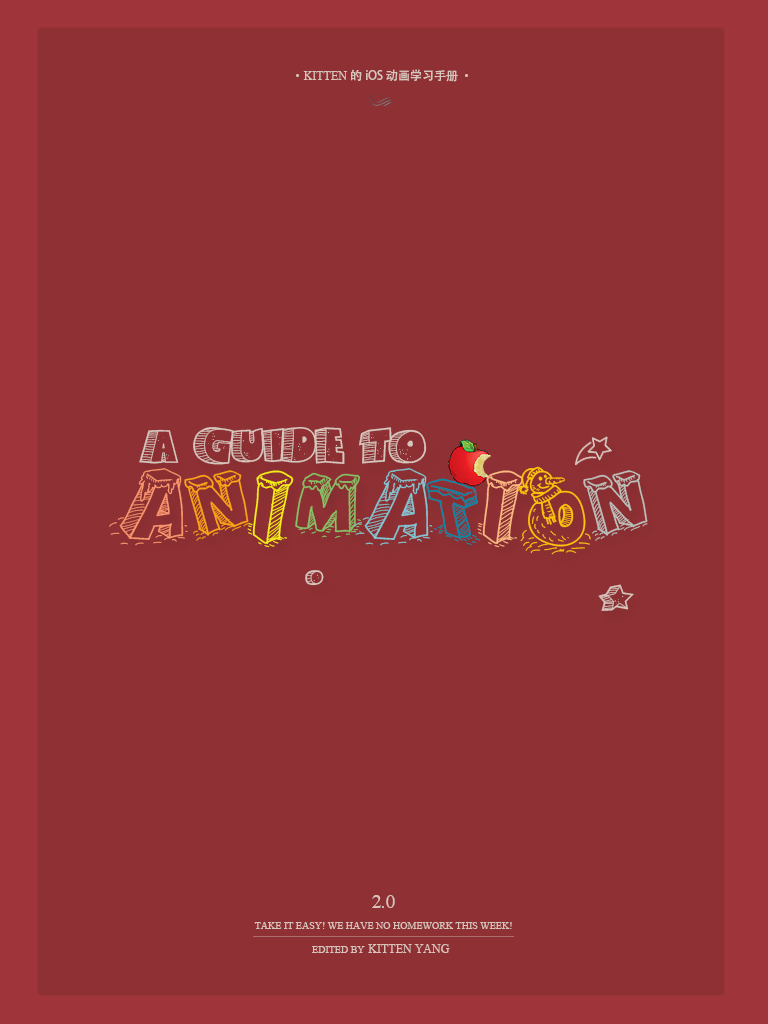 • KITTEN 的 iOS 动画学习手册 •
A GUIDE TO
ANIMATION
2.0
TAKE IT EASY! WE HAVE NO HOMEWORK THIS WEEK!
EDITED BY KITTEN YANG